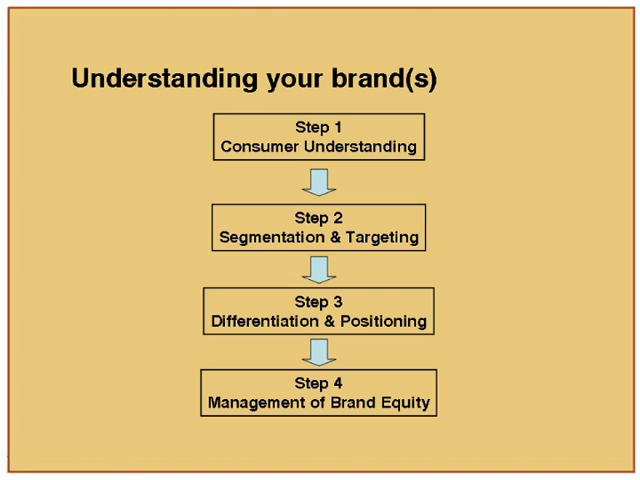 Understanding your brand(s)
Step 1
Consumer Understanding
Step 2
Segmentation & Targeting
Step 3
Differentiation & Positioning
Step 4
Management of Brand Equity